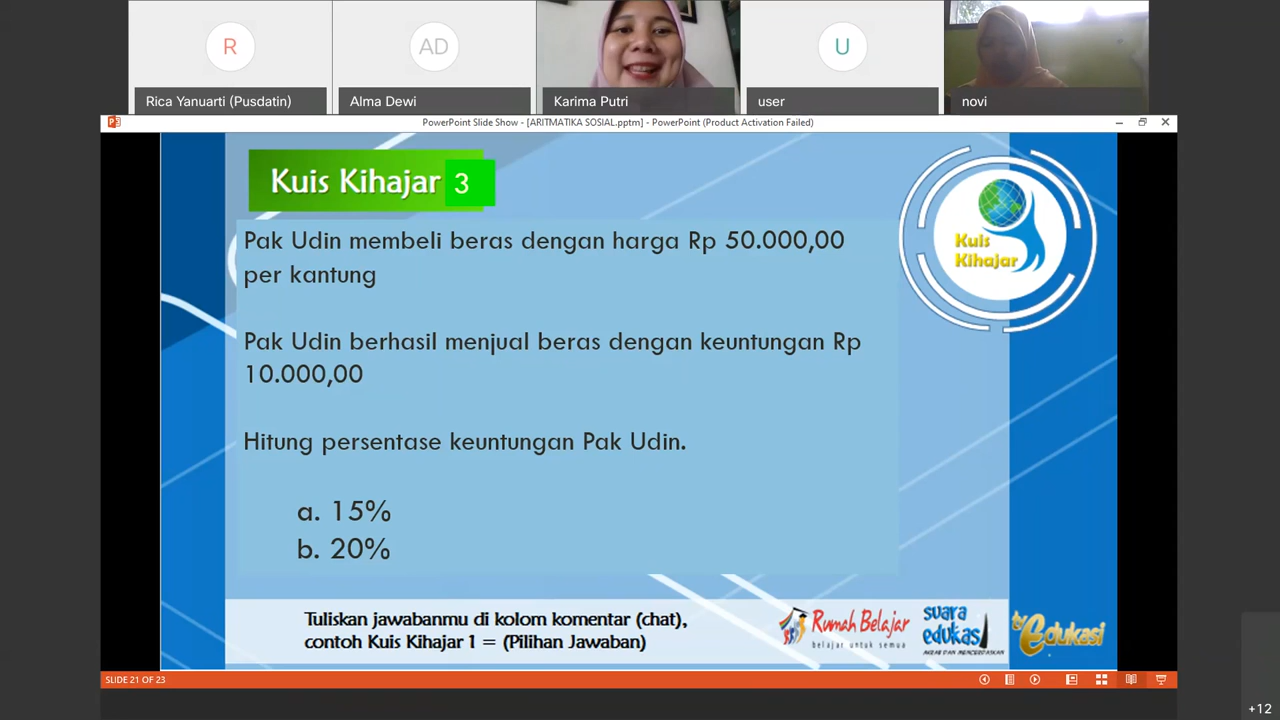 R
AD
U
Rica Yanuarti (Pusdatin)
Alma Dewi
Karima Putri
user
novi
PowerPoint Slide Show - [ARITMATIKA SOSIAL.pptm] - PowerPoint (Product Activation Failed)
Kuis Kihajar 3
Kuis
Kihajar
Pak Udin membeli beras dengan harga Rp 50.000,00
per kantung
Pak Udin berhasil menjual beras dengan keuntungan Rp
10.000,00
Hitung persentase keuntungan Pak Udin.
a. 15%
b. 20%
Tuliskan jawabanmu di kolom komentar (chat),
contoh Kuis Kihajar 1 = (Pilihan Jawaban)
Rumah Belajar
belajar untuk semua
suara
edukasi
AKRAB DAN MENCERDASKAN
tv edukasi
SLIDE 21 OF 23
+12